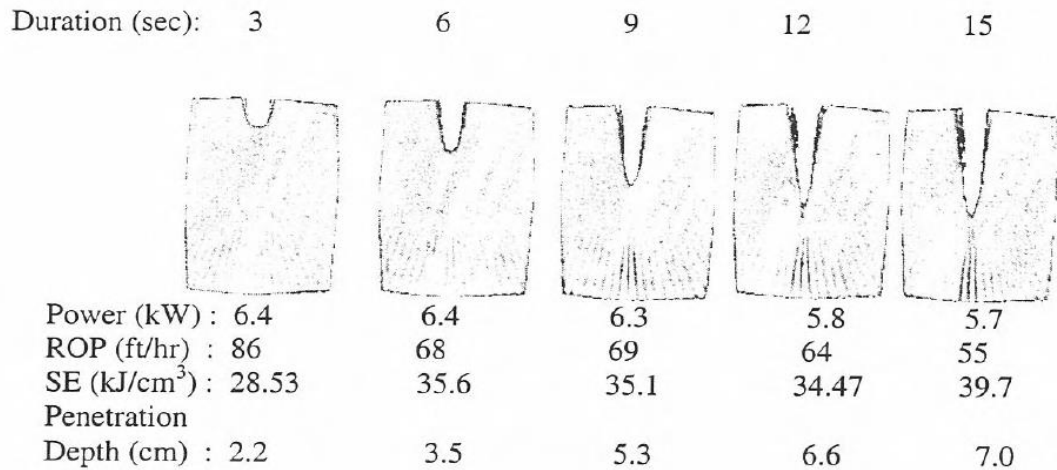 Duration (sec): 3 6 9 12 15
Power (kW) : 6.4 6.4 6.3 5.8 5.7
ROP (ft/hr) : 86 68 69 64 55
SE (kJ/cm³) : 28.53 35.6 35.1 34.47 39.7
Penetration
Depth (cm) : 2.2 3.5 5.3 6.6 7.0